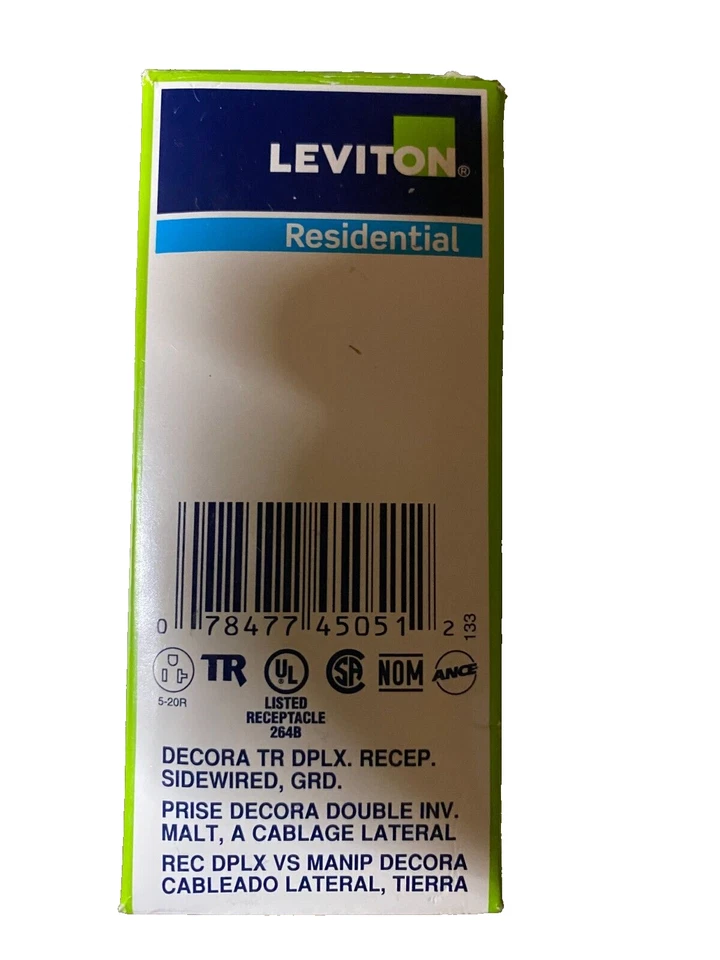 LEVITON®
Residential
0 78477 45051 2
133
TR UL® SA NOM ANCE
5-20R
LISTED
RECEPTACLE
264B
DECORA TR DPLX. RECEP.
SIDEWIRED, GRD.
PRISE DECORA DOUBLE INV.
MALT, A CABLAGE LATERAL
REC DPLX VS MANIP DECORA
CABLEADO LATERAL, TIERRA